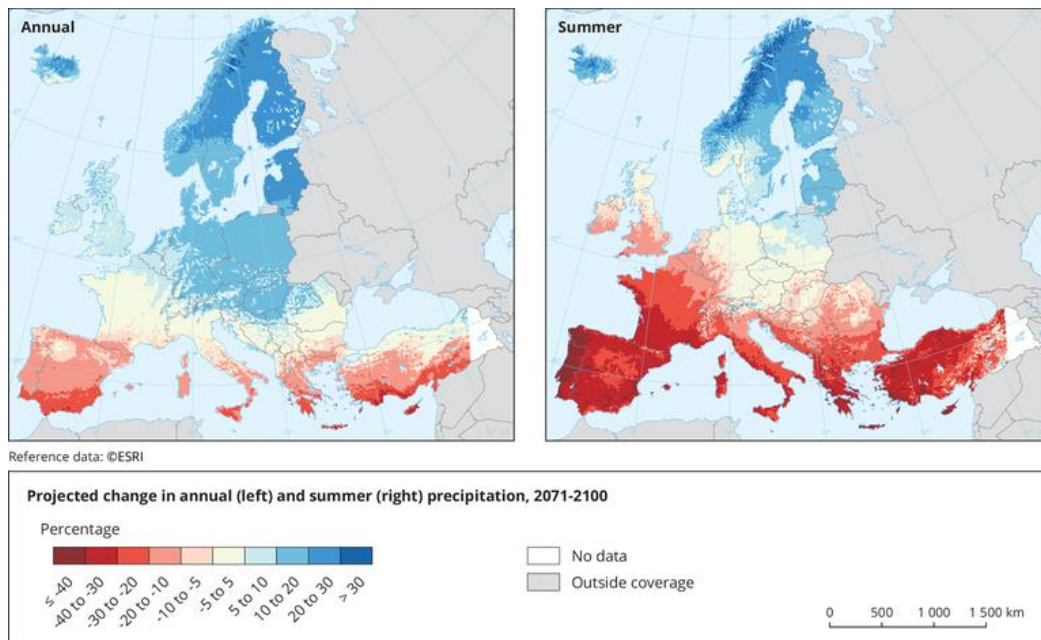 Annual
Summer
Reference data: ©ESRI
Projected change in annual (left) and summer (right) precipitation, 2071-2100
Percentage
≤ -40
-40 to -30
-30 to -20
-20 to -10
-10 to -5
-5 to 5
5 to 10
10 to 20
20 to 30
> 30
No data
Outside coverage
0 500 1 000 1 500 km